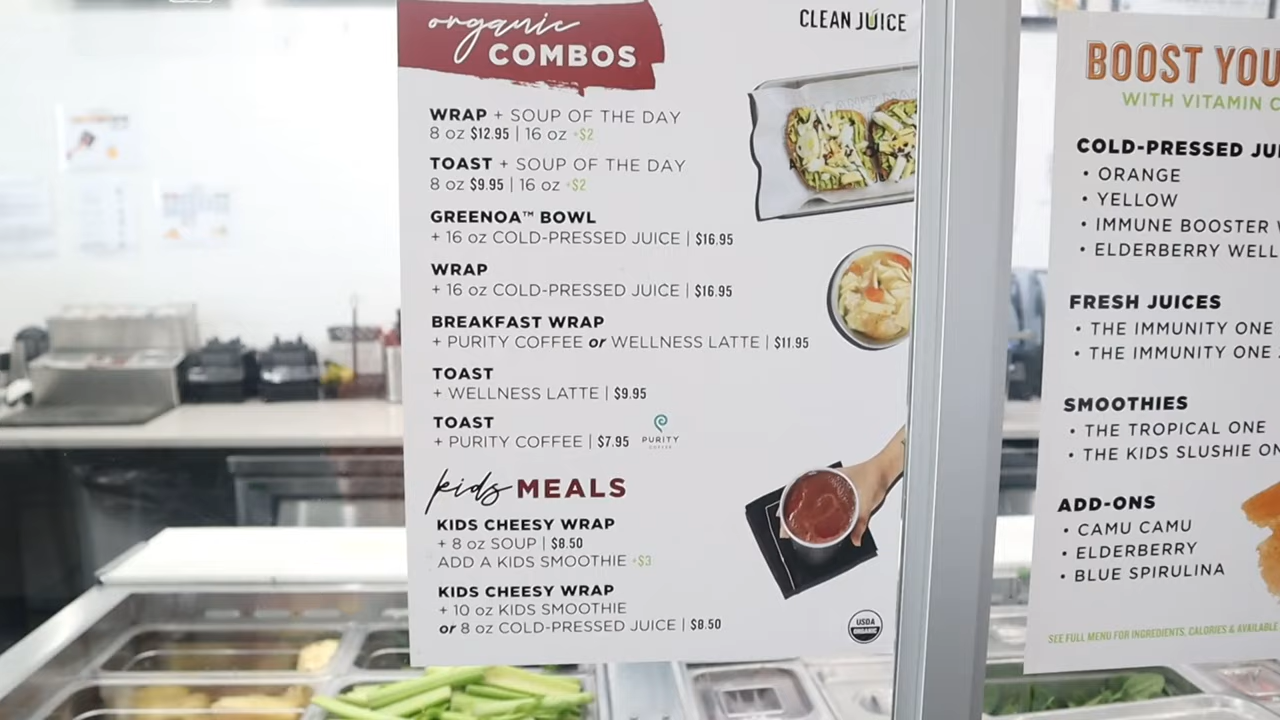 organic
COMBOS
CLEAN JUICE
WRAP + SOUP OF THE DAY
8 oz $12.95 | 16 oz +$2
TOAST + SOUP OF THE DAY
8 oz $9.95 | 16 oz +$2
GREENOA™ BOWL
+ 16 oz COLD-PRESSED JUICE | $16.95
WRAP
+ 16 oz COLD-PRESSED JUICE | $16.95
BREAKFAST WRAP
+ PURITY COFFEE or WELLNESS LATTE | $11.95
TOAST
+ WELLNESS LATTE | $9.95
TOAST
+ PURITY COFFEE | $7.95
PURITY
COFFEE
kids MEALS
KIDS CHEESY WRAP
+ 8 oz SOUP | $8.50
ADD A KIDS SMOOTHIE +$3
KIDS CHEESY WRAP
+ 10 oz KIDS SMOOTHIE
or 8 oz COLD-PRESSED JUICE | $8.50
USDA
ORGANIC
BOOST YOU
WITH VITAMIN C
COLD-PRESSED JUI
• ORANGE
• YELLOW
• IMMUNE BOOSTER
• ELDERBERRY WELL
FRESH JUICES
• THE IMMUNITY ONE
• THE IMMUNITY ONE
SMOOTHIES
• THE TROPICAL ONE
• THE KIDS SLUSHIE ON
ADD-ONS
• CAMU CAMU
• ELDERBERRY
• BLUE SPIRULINA
SEE FULL MENU FOR INGREDIENTS, CALORIES & AVAILABLE